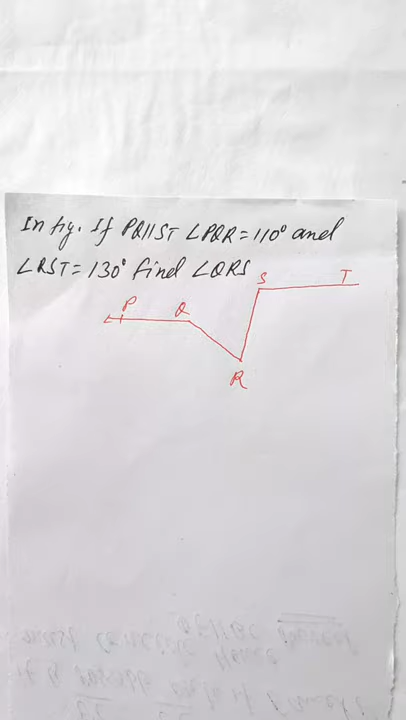 In fig. If PQ||ST ∠PQR=110° and
∠RST=130° find ∠QRS
S T
P Q
R